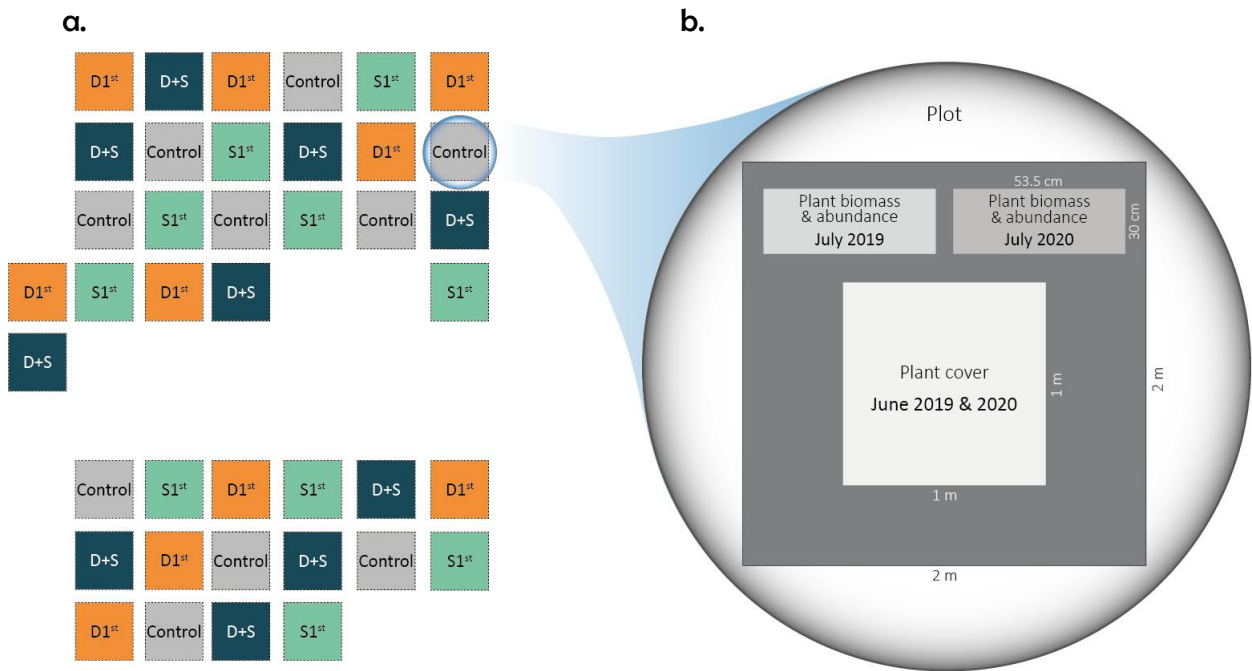 a.
D1st D+S D1st Control S1st D1st
D+S Control S1st D+S D1st Control
Control S1st Control S1st Control D+S
D1st S1st D1st D+S S1st
D+S
Control S1st D1st S1st D+S D1st
D+S D1st Control D+S Control S1st
D1st Control D+S S1st
b.
Plot
53.5 cm
Plant biomass
& abundance
July 2019
Plant biomass
& abundance
July 2020
30 cm
Plant cover
June 2019 & 2020
1 m
1 m
2 m
2 m